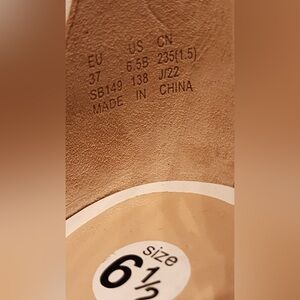 EU US CN
37 6.5B 235(1.5)
SB149 138 J/22
MADE IN CHINA
size
6 1/2